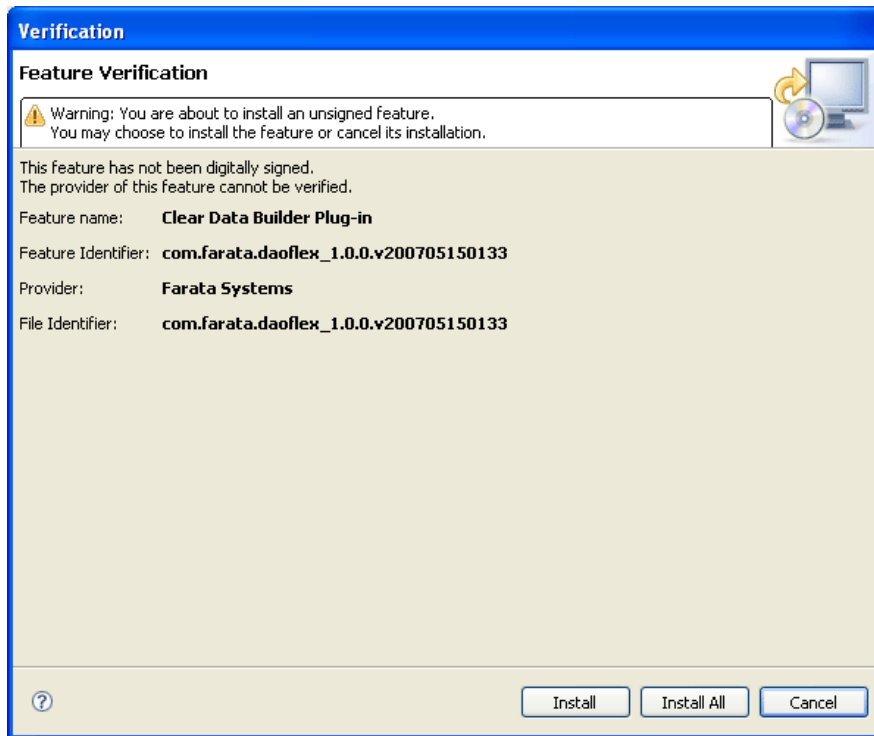 Verification
Feature Verification
Warning: You are about to install an unsigned feature.
You may choose to install the feature or cancel its installation.
This feature has not been digitally signed.
The provider of this feature cannot be verified.
Feature name: Clear Data Builder Plug-in
Feature Identifier: com.farata.daoflex_1.0.0.v200705150133
Provider: Farata Systems
File Identifier: com.farata.daoflex_1.0.0.v200705150133
? Install Install All Cancel